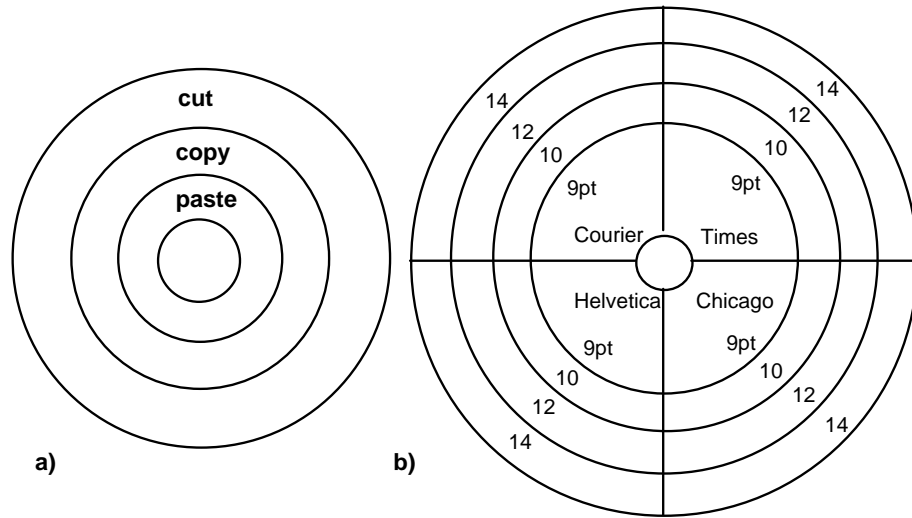 cut
copy
paste
a)
14 14
12 12
10 10
9pt 9pt
Courier Times
Helvetica Chicago
9pt 9pt
10 10
12 12
14 14
b)